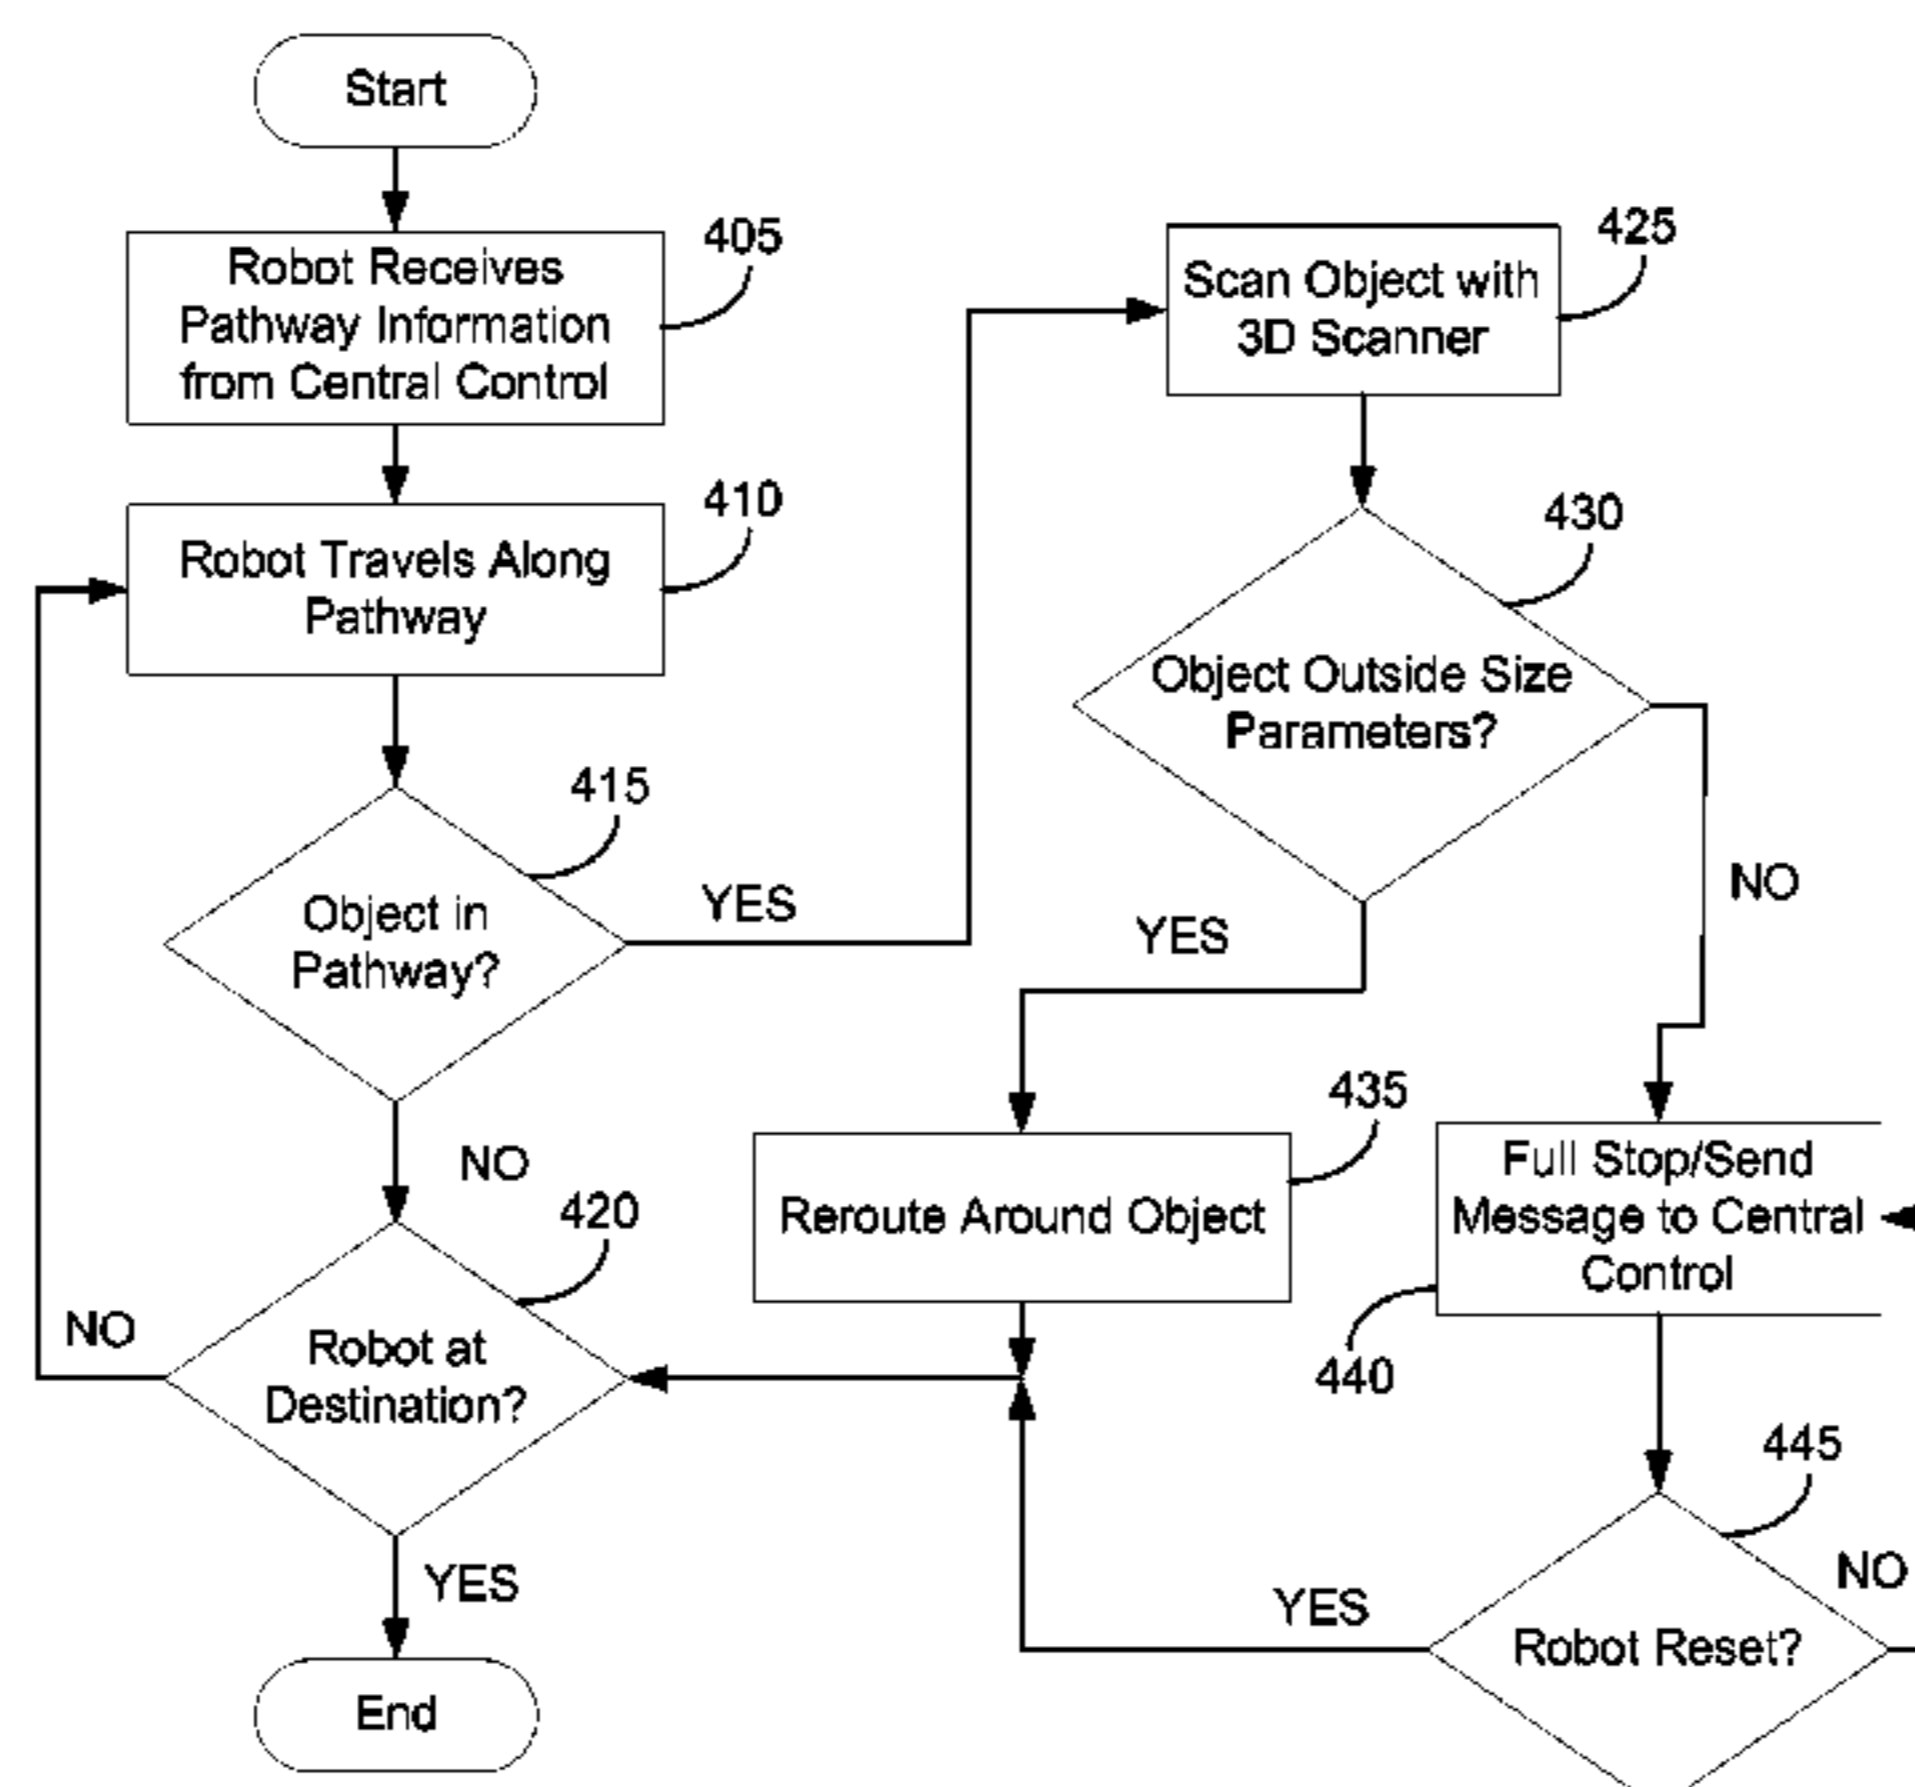 Start
405
Robot Receives
Pathway Information
from Central Control
410
Robot Travels Along
Pathway
415
Object in
Pathway?
YES
NO
420
Robot at
Destination?
NO
YES
End
425
Scan Object with
3D Scanner
430
Object Outside Size
Parameters?
YES
NO
435
Reroute Around Object
Full Stop/Send
Message to Central
Control
440
445
Robot Reset?
YES
NO